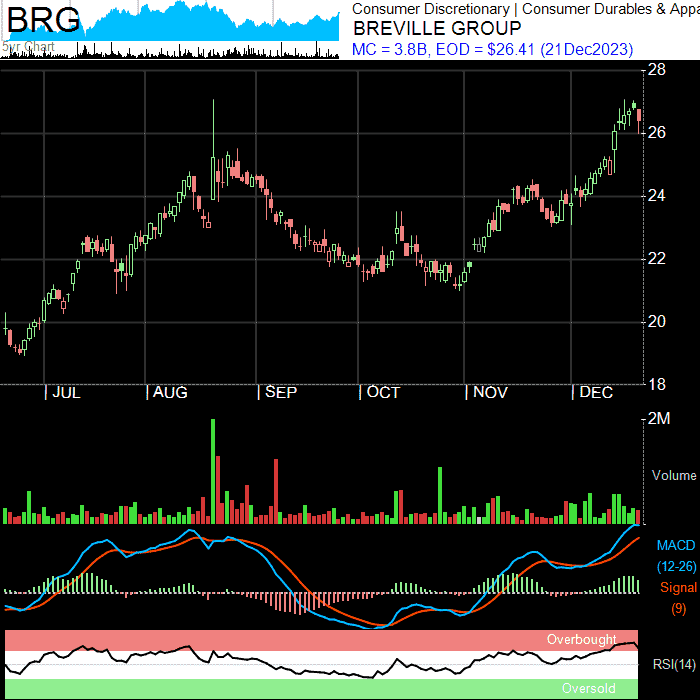 BRG
5yr Chart
Consumer Discretionary | Consumer Durables & Appa
BREVILLE GROUP
MC = 3.8B, EOD = $26.41 (21Dec2023)
28
26
24
22
20
18
|JUL |AUG |SEP |OCT |NOV |DEC
2M
Volume
MACD
(12-26)
Signal
(9)
Overbought
RSI(14)
Oversold